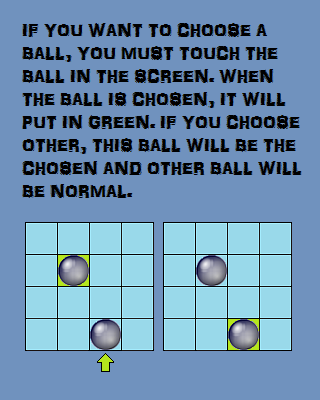 IF YOU WANT TO CHOOSE A
BALL, YOU MUST TOUCH THE
BALL IN THE SCREEN. WHEN
THE BALL IS CHOSEN, IT WILL
PUT IN GREEN. IF YOU CHOOSE
OTHER, THIS BALL WILL BE THE
CHOSEN AND OTHER BALL WILL
BE NORMAL.